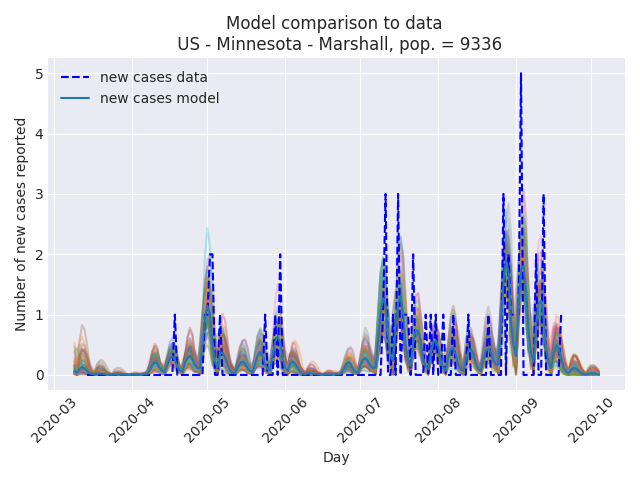 Model comparison to data
US - Minnesota - Marshall, pop. = 9336
new cases data
new cases model
Number of new cases reported
5
4
3
2
1
0
2020-03
2020-04
2020-05
2020-06
2020-07
2020-08
2020-09
2020-10
Day